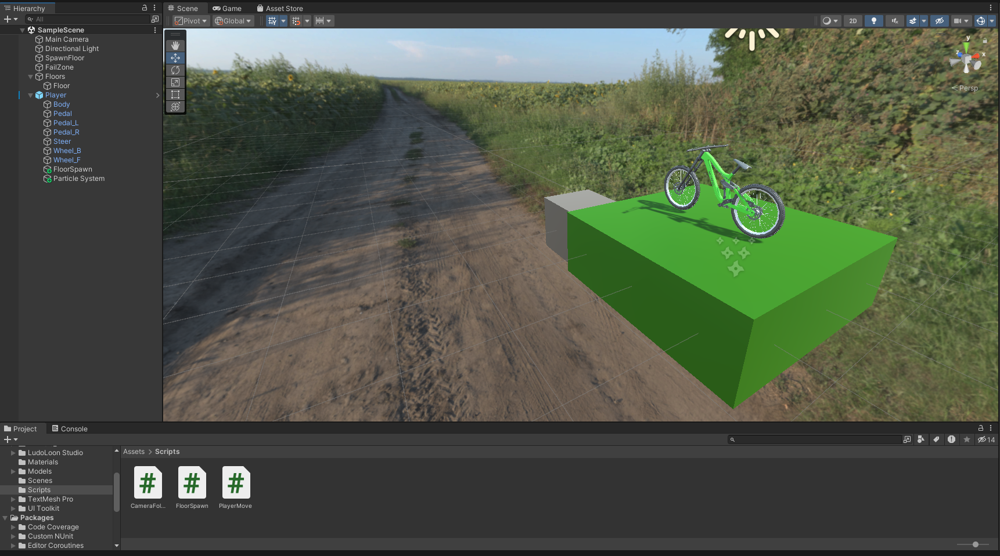 Hierarchy
All
SampleScene
Main Camera
Directional Light
SpawnFloor
FailZone
Floors
Floor
Player
Body
Pedal
Pedal_L
Pedal_R
Steer
Wheel_B
Wheel_F
FloorSpawn
Particle System
Scene
Game
Asset Store
Pivot
Global
2D
y
z
x
Persp
Project
Console
14
LudoLoon Studio
Materials
Models
Scenes
Scripts
TextMesh Pro
UI Toolkit
Packages
Code Coverage
Custom NUnit
Editor Coroutines
Assets > Scripts
CameraFol...
FloorSpawn
PlayerMove